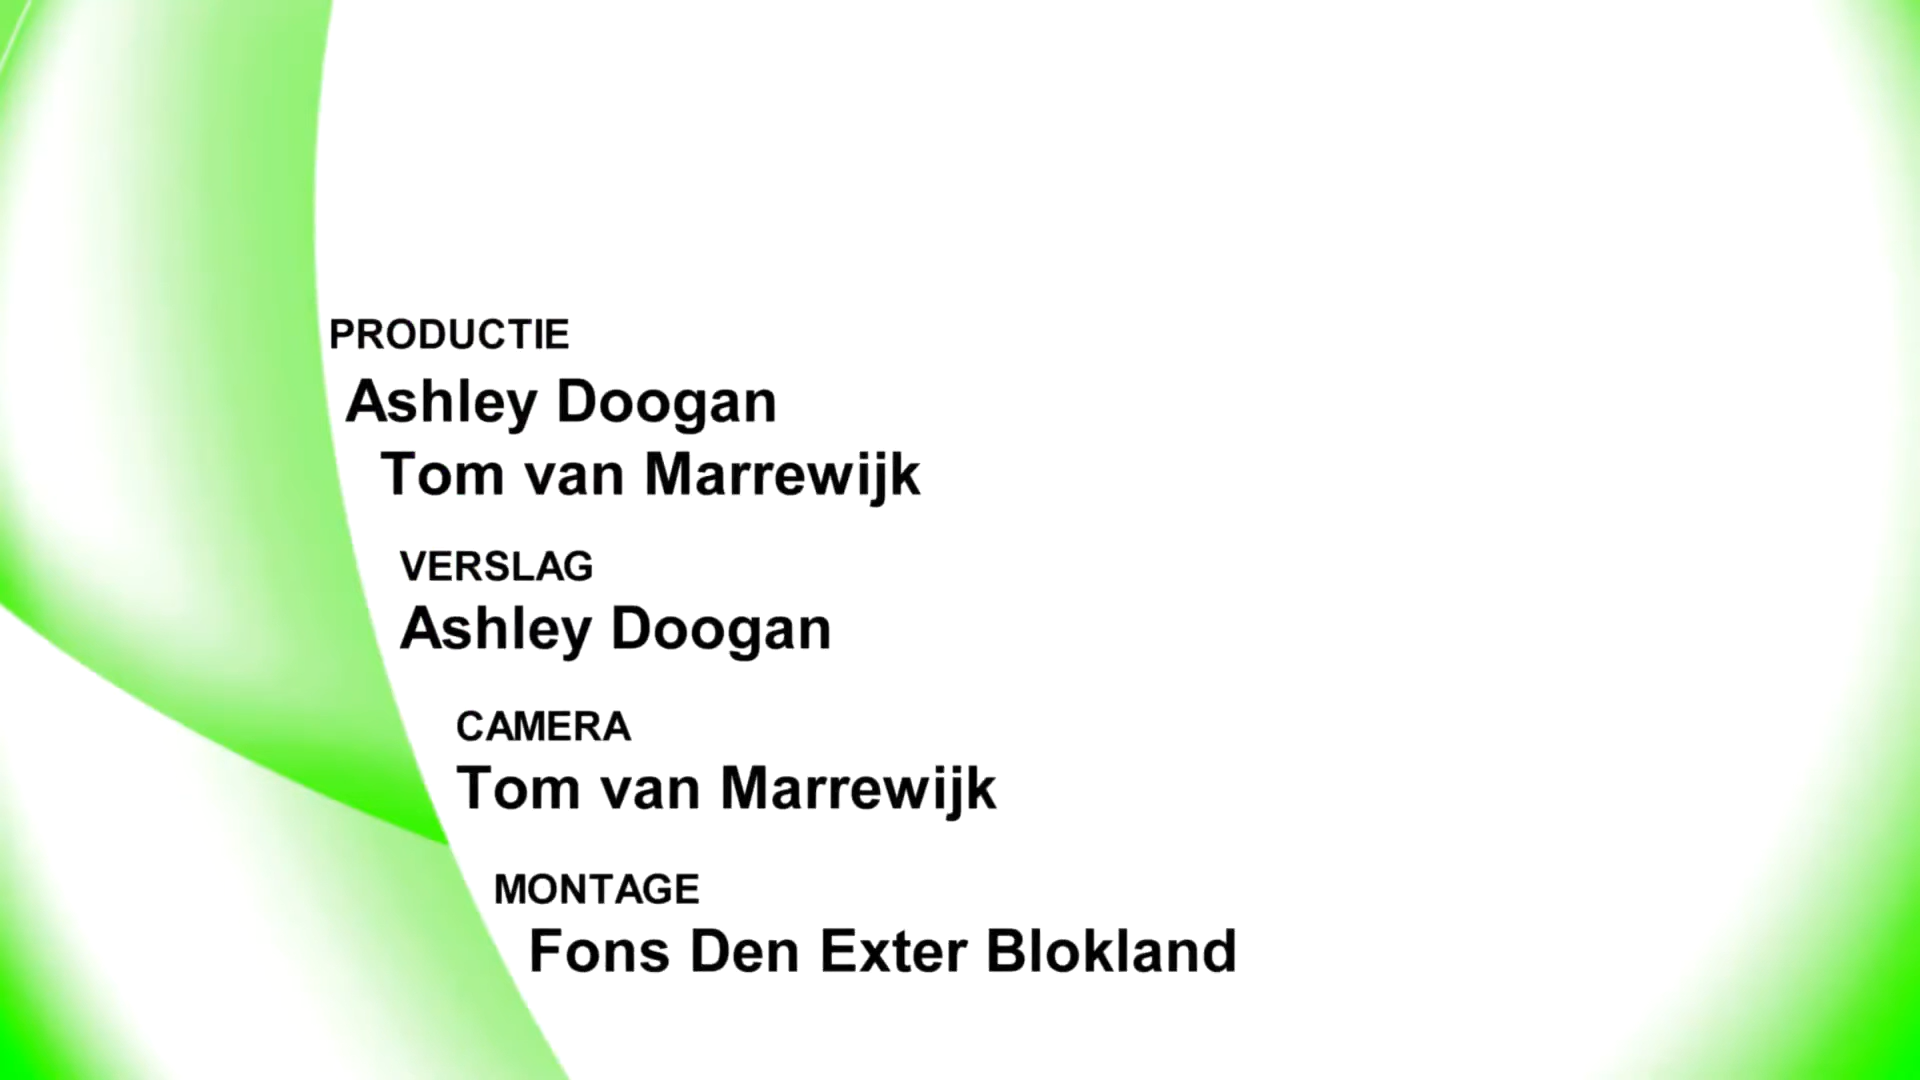 PRODUCTIE
Ashley Doogan
Tom van Marrewijk
VERSLAG
Ashley Doogan
CAMERA
Tom van Marrewijk
MONTAGE
Fons Den Exter Blokland